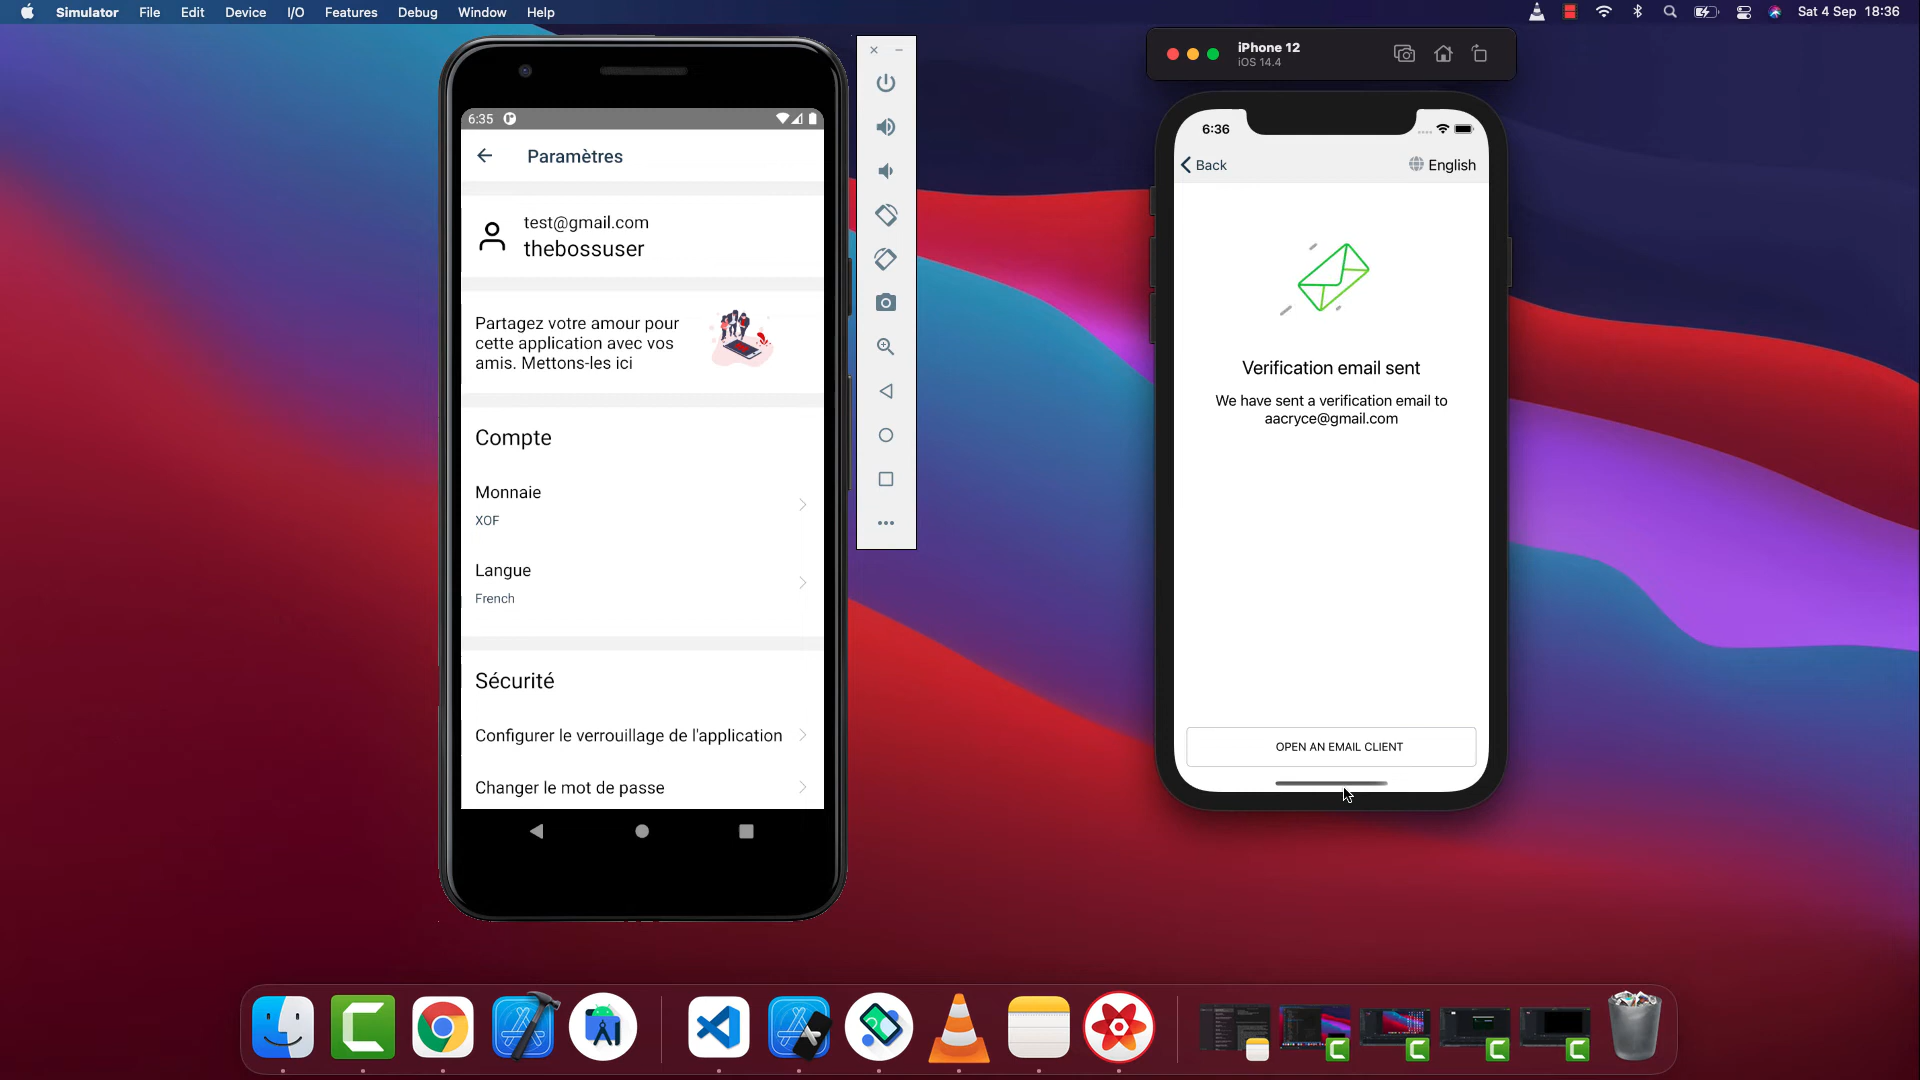 Simulator File Edit Device I/O Features Debug Window Help
Sat 4 Sep 18:36
6:35
Paramètres
test@gmail.com
thebossuser
Partagez votre amour pour
cette application avec vos
amis. Mettons-les ici
Compte
Monnaie
XOF
Langue
French
Sécurité
Configurer le verrouillage de l'application
Changer le mot de passe
iPhone 12
iOS 14.4
6:36
Back
English
Verification email sent
We have sent a verification email to
aacryce@gmail.com
OPEN AN EMAIL CLIENT